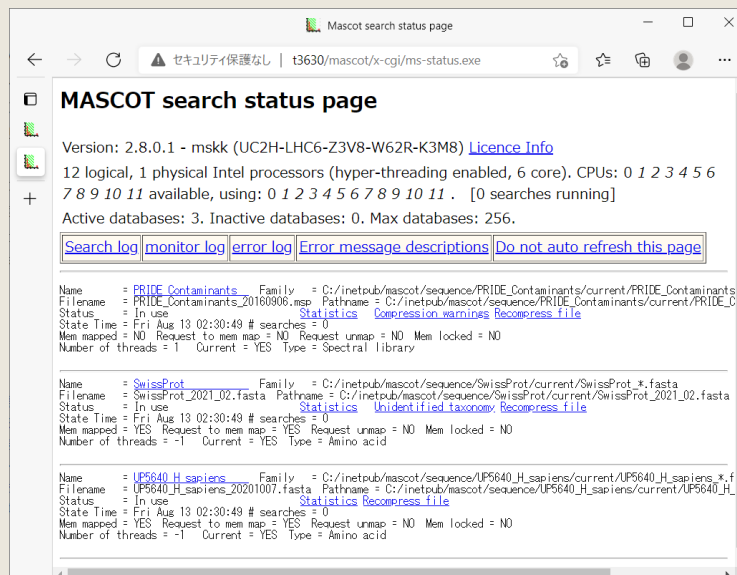 Mascot search status page
セキュリティ保護なし | t3630/mascot/x-cgi/ms-status.exe
MASCOT search status page
Version: 2.8.0.1 - mskk (UC2H-LHC6-Z3V8-W62R-K3M8) Licence Info
12 logical, 1 physical Intel processors (hyper-threading enabled, 6 core). CPUs: 0 1 2 3 4 5 6
7 8 9 10 11 available, using: 0 1 2 3 4 5 6 7 8 9 10 11 . [0 searches running]
Active databases: 3. Inactive databases: 0. Max databases: 256.
Search log monitor log error log Error message descriptions Do not auto refresh this page
Name = PRIDE_Contaminants Family = C:/inetpub/mascot/sequence/PRIDE_Contaminants/current/PRIDE_Contaminants
Filename = PRIDE_Contaminants_20160906.msp Pathname = C:/inetpub/mascot/sequence/PRIDE_Contaminants/current/PRIDE_C
Status = In use Statistics Compression warnings Recompress file
State Time = Fri Aug 13 02:30:49 # searches = 0
Mem mapped = NO Request to mem map = NO Request unmap = NO Mem locked = NO
Number of threads = 1 Current = YES Type = Spectral library
Name = SwissProt Family = C:/inetpub/mascot/sequence/SwissProt/current/SwissProt_*.fasta
Filename = SwissProt_2021_02.fasta Pathname = C:/inetpub/mascot/sequence/SwissProt/current/SwissProt_2021_02.fasta
Status = In use Statistics Unidentified taxonomy Recompress file
State Time = Fri Aug 13 02:30:49 # searches = 0
Mem mapped = YES Request to mem map = YES Request unmap = NO Mem locked = NO
Number of threads = -1 Current = YES Type = Amino acid
Name = UP5640_H_sapiens Family = C:/inetpub/mascot/sequence/UP5640_H_sapiens/current/UP5640_H_sapiens_*.f
Filename = UP5640_H_sapiens_20201007.fasta Pathname = C:/inetpub/mascot/sequence/UP5640_H_sapiens/current/UP5640_H_
Status = In use Statistics Recompress file
State Time = Fri Aug 13 02:30:49 # searches = 0
Mem mapped = YES Request to mem map = YES Request unmap = NO Mem locked = NO
Number of threads = -1 Current = YES Type = Amino acid